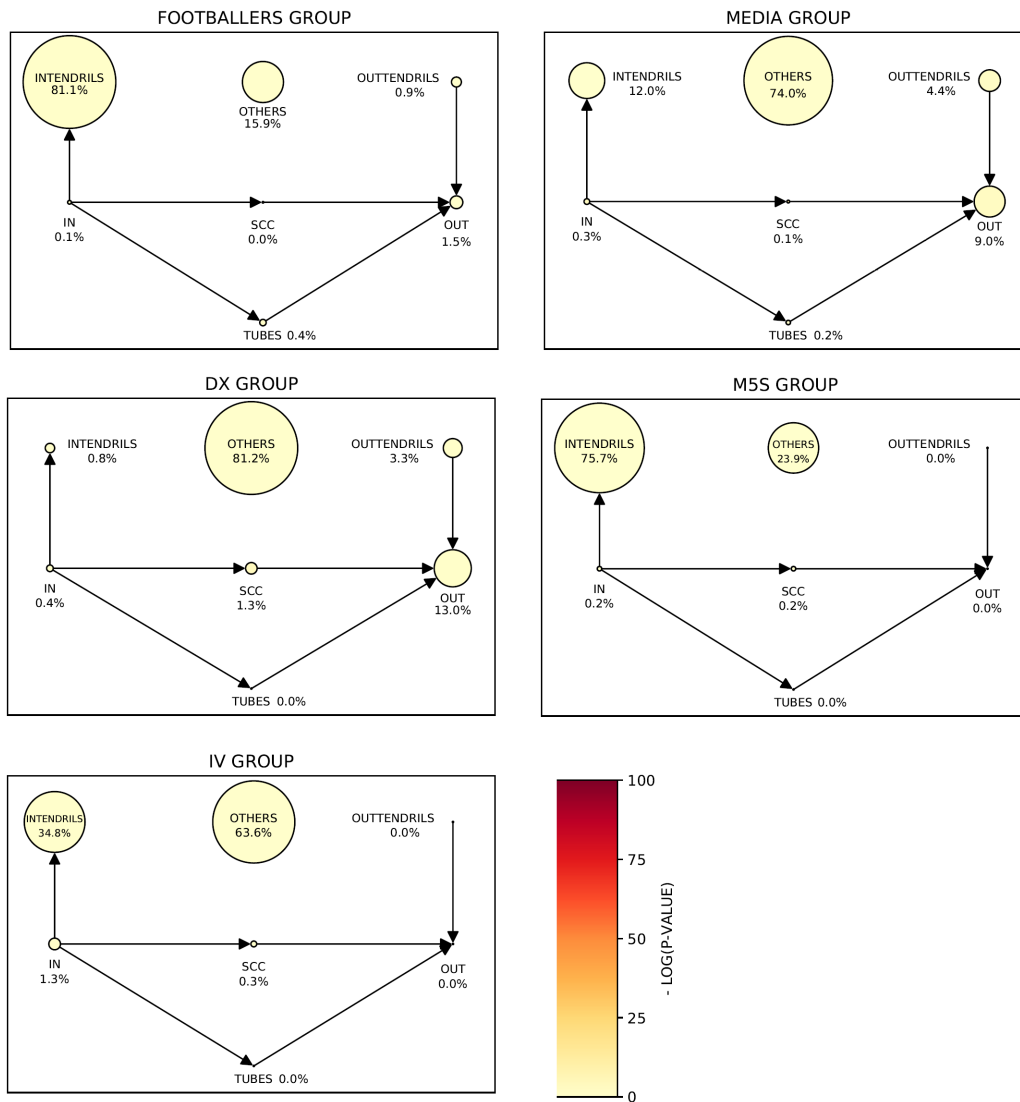 FOOTBALLERS GROUP
INTENDRILS
81.1%
OTHERS
15.9%
OUTTENDRILS
0.9%
IN
0.1%
SCC
0.0%
OUT
1.5%
TUBES 0.4%
MEDIA GROUP
INTENDRILS
12.0%
OTHERS
74.0%
OUTTENDRILS
4.4%
IN
0.3%
SCC
0.1%
OUT
9.0%
TUBES 0.2%
DX GROUP
INTENDRILS
0.8%
OTHERS
81.2%
OUTTENDRILS
3.3%
IN
0.4%
SCC
1.3%
OUT
13.0%
TUBES 0.0%
M5S GROUP
INTENDRILS
75.7%
OTHERS
23.9%
OUTTENDRILS
0.0%
IN
0.2%
SCC
0.2%
OUT
0.0%
TUBES 0.0%
IV GROUP
INTENDRILS
34.8%
OTHERS
63.6%
OUTTENDRILS
0.0%
IN
1.3%
SCC
0.3%
OUT
0.0%
TUBES 0.0%
100
75
50
25
0
- LOG(P-VALUE)